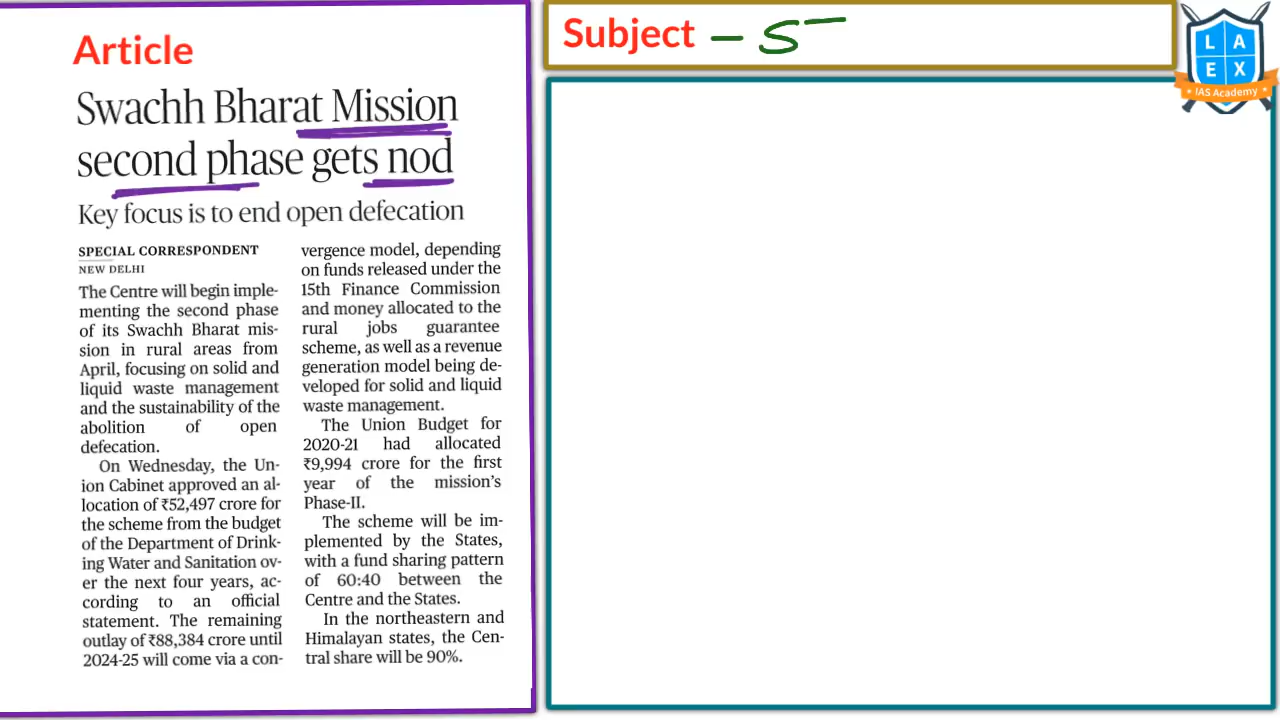 Article
Swachh Bharat Mission
second phase gets nod
Key focus is to end open defecation
SPECIAL CORRESPONDENT
NEW DELHI
The Centre will begin imple-
menting the second phase
of its Swachh Bharat mis-
sion in rural areas from
April, focusing on solid and
liquid waste management
and the sustainability of the
abolition of open
defecation.
On Wednesday, the Un-
ion Cabinet approved an al-
location of ₹52,497 crore for
the scheme from the budget
of the Department of Drink-
ing Water and Sanitation ov-
er the next four years, ac-
cording to an official
statement. The remaining
outlay of ₹88,384 crore until
2024-25 will come via a con-
vergence model, depending
on funds released under the
15th Finance Commission
and money allocated to the
rural jobs guarantee
scheme, as well as a revenue
generation model being de-
veloped for solid and liquid
waste management.
The Union Budget for
2020-21 had allocated
₹9,994 crore for the first
year of the mission's
Phase-II.
The scheme will be im-
plemented by the States,
with a fund sharing pattern
of 60:40 between the
Centre and the States.
In the northeastern and
Himalayan states, the Cen-
tral share will be 90%.
Subject - S
L A
E X
IAS Academy